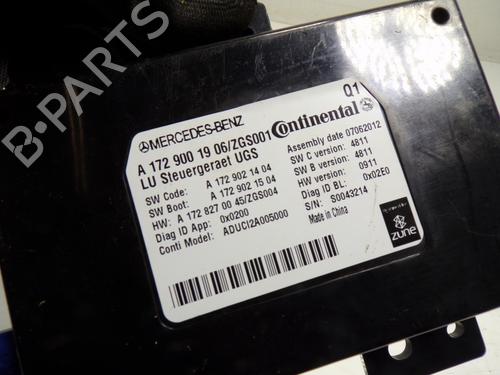 B-PARTS
MERCEDES-BENZ
A 172 900 19 06/ZGS001
LU Steuergeraet UGS
SW Code: A 172 902 14 04
SW Boot: A 172 902 15 04
HW: A 172 827 00 45/ZGS004
Diag ID App: 0x0200
Conti Model: ADUCI2A005000
01
Continental
Assembly date 07062012
SW C version: 4811
SW B version: 4811
HW version: 0911
Diag ID BL: 0x02E0
S/N: S0043214
Made in China
zune